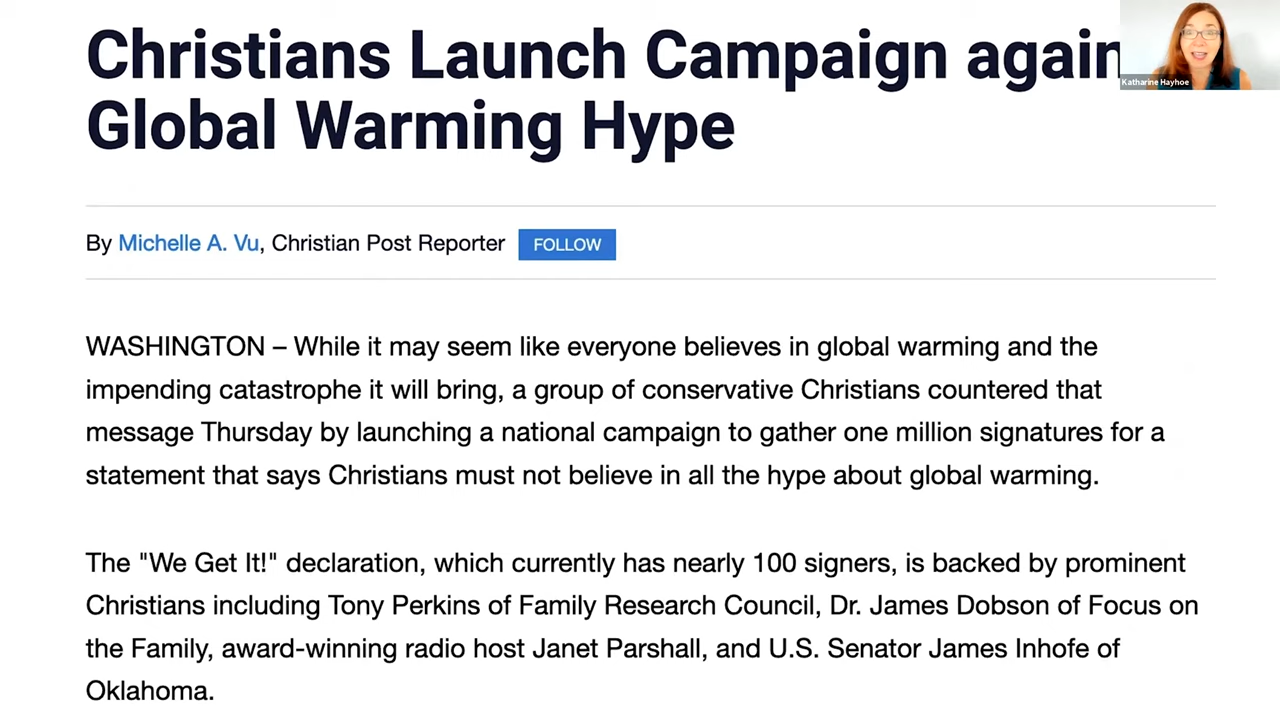 Christians Launch Campaign again
Katharine Hayhoe
Global Warming Hype
By Michelle A. Vu, Christian Post Reporter FOLLOW
WASHINGTON – While it may seem like everyone believes in global warming and the
impending catastrophe it will bring, a group of conservative Christians countered that
message Thursday by launching a national campaign to gather one million signatures for a
statement that says Christians must not believe in all the hype about global warming.
The "We Get It!" declaration, which currently has nearly 100 signers, is backed by prominent
Christians including Tony Perkins of Family Research Council, Dr. James Dobson of Focus on
the Family, award-winning radio host Janet Parshall, and U.S. Senator James Inhofe of
Oklahoma.